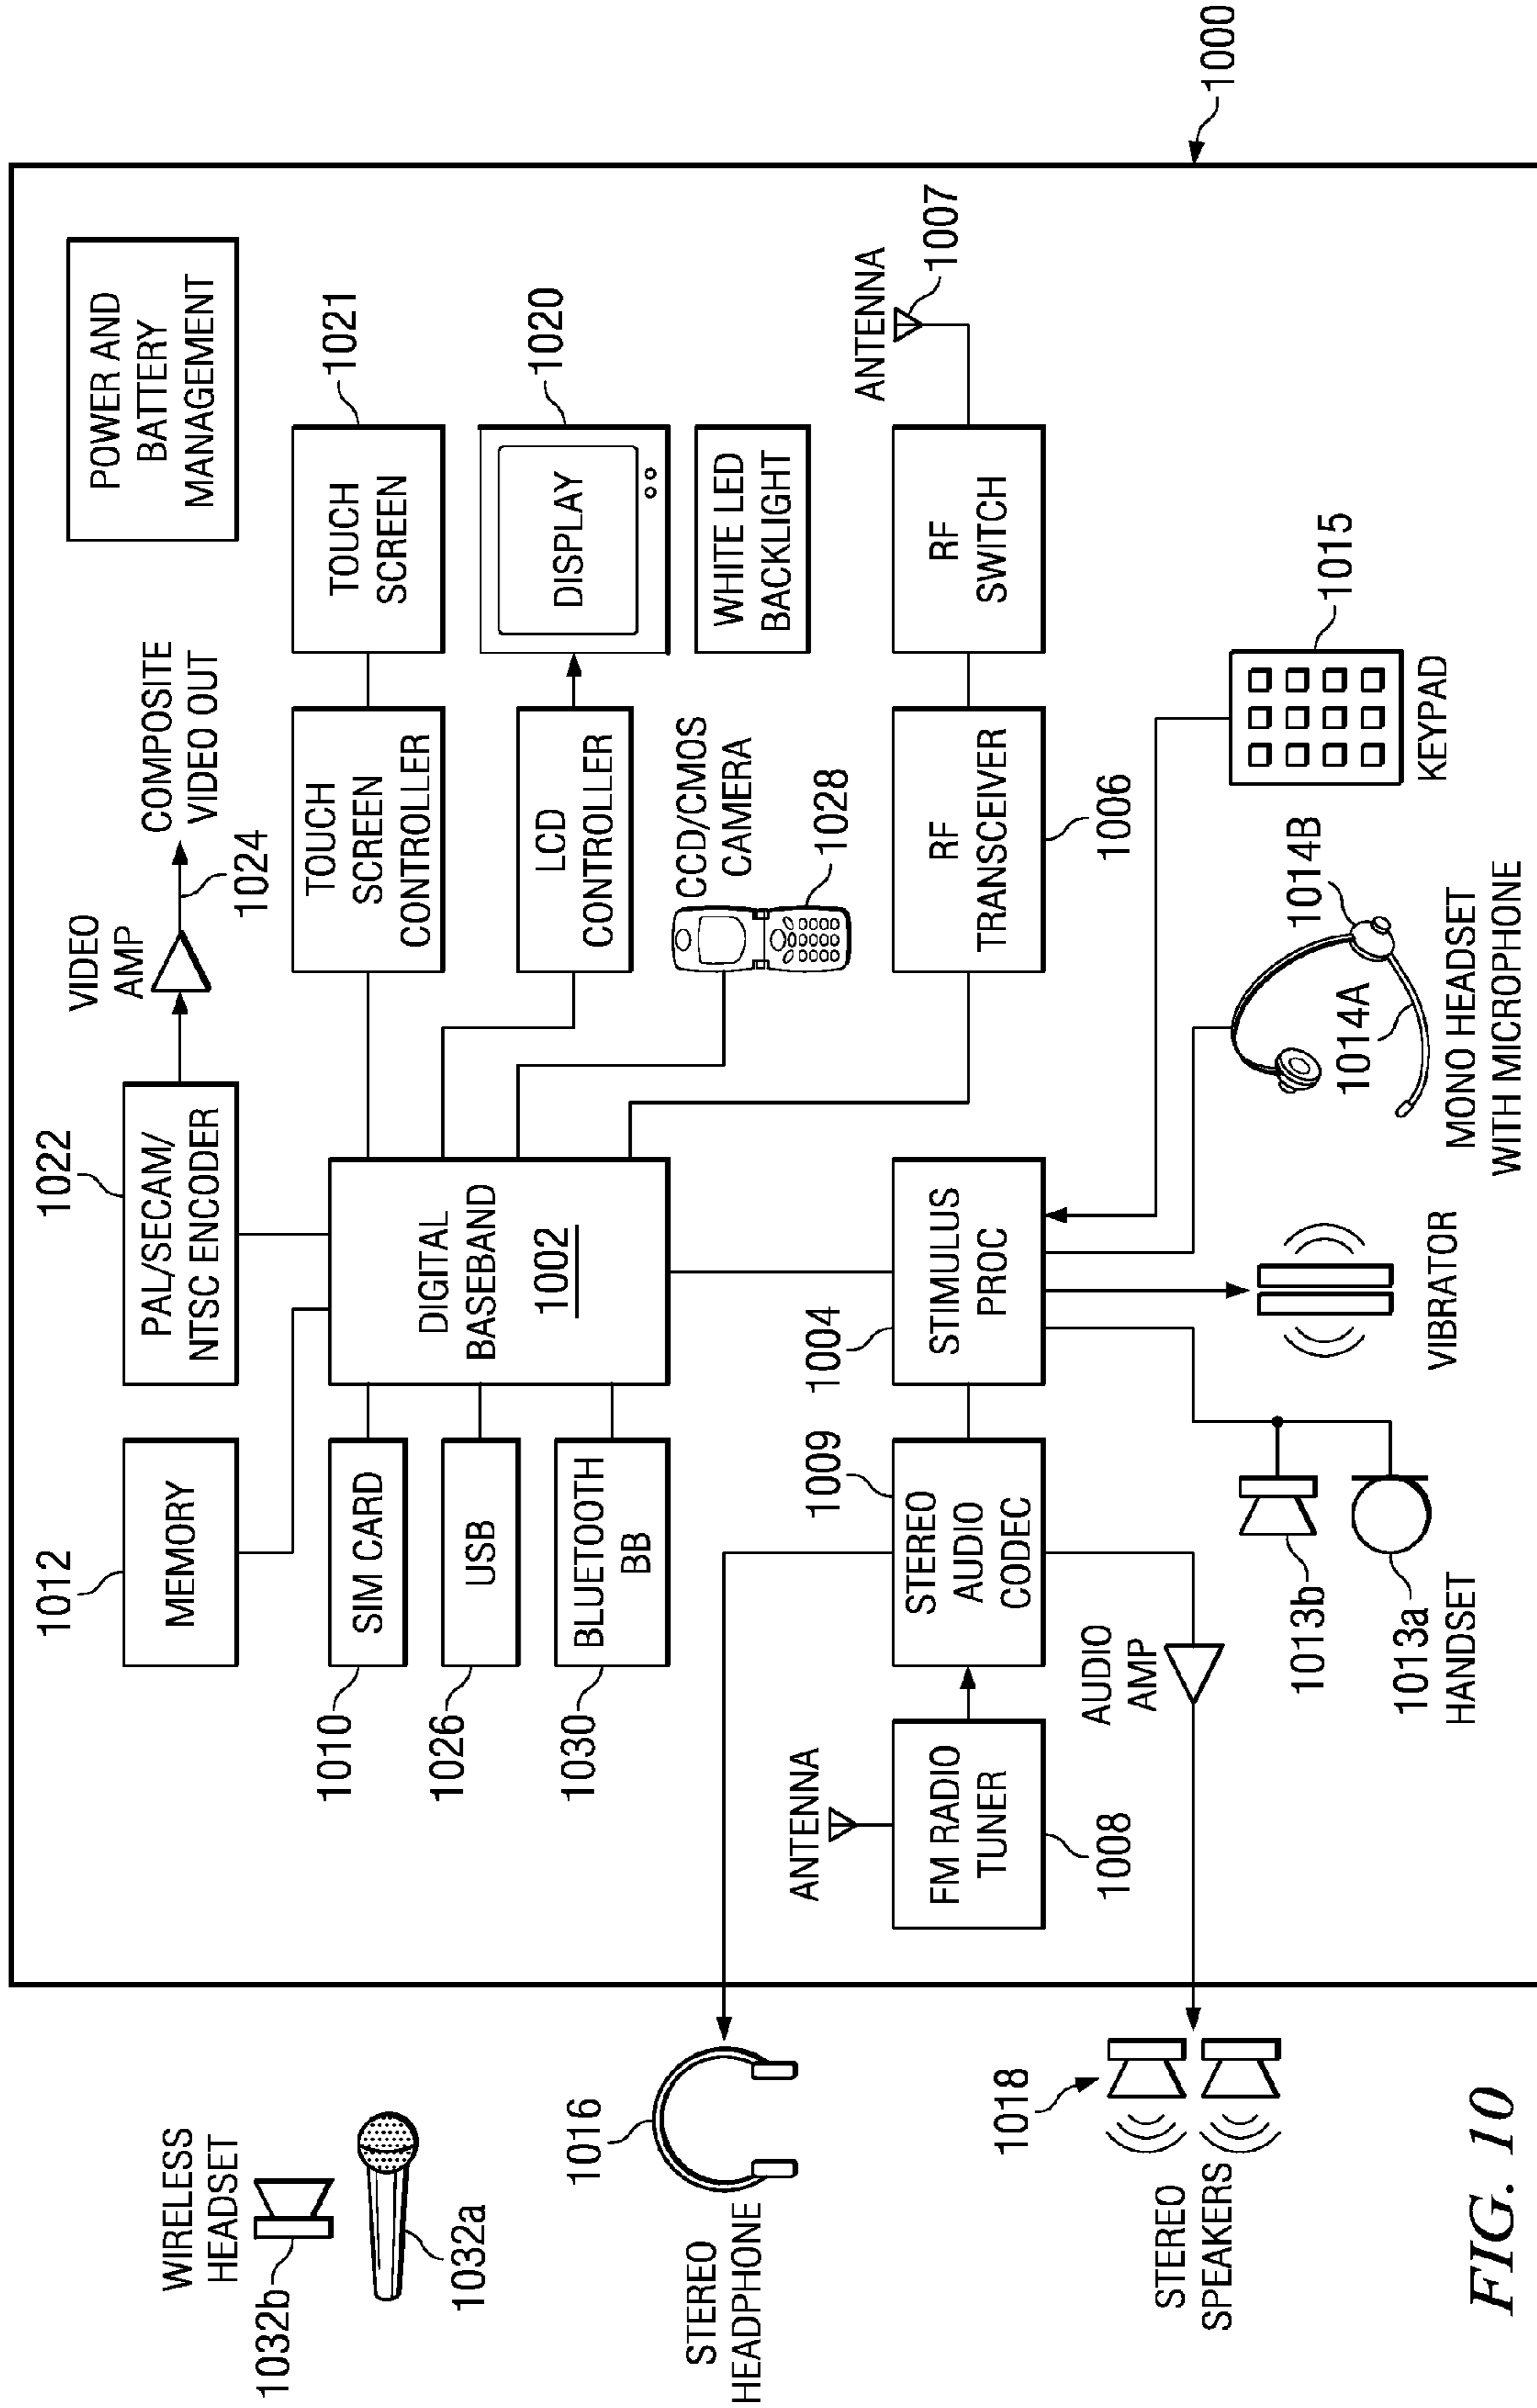 1000
POWER AND
BATTERY
MANAGEMENT
1012
MEMORY
1022
PAL/SECAM/
NTSC ENCODER
VIDEO
AMP
1024
COMPOSITE
VIDEO OUT
WIRELESS
HEADSET
1032b
1032a
1010
SIM CARD
1026
USB
1030
BLUETOOTH
BB
DIGITAL
BASEBAND
1002
TOUCH
SCREEN
CONTROLLER
TOUCH
SCREEN
1021
LCD
CONTROLLER
DISPLAY
1020
CCD/CMOS
CAMERA
1028
WHITE LED
BACKLIGHT
STEREO
HEADPHONE
1016
ANTENNA
FM RADIO
TUNER
1008
1009
STEREO
AUDIO
CODEC
1004
STIMULUS
PROC
RF
TRANSCEIVER
1006
RF
SWITCH
ANTENNA
1007
STEREO
SPEAKERS
1018
AUDIO
AMP
1013b
1013a
HANDSET
VIBRATOR
1014A
1014B
MONO HEADSET
WITH MICROPHONE
1015
KEYPAD
FIG. 10